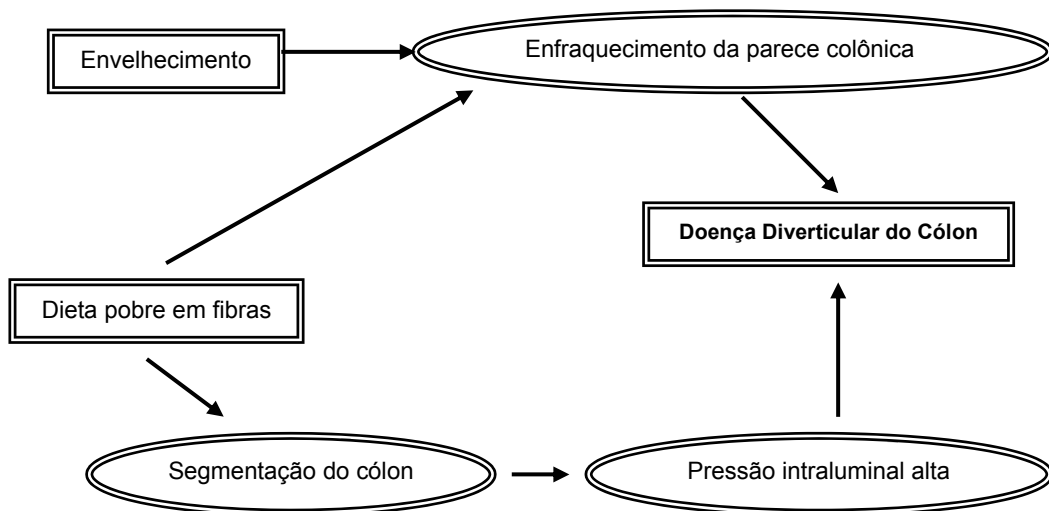 Envelhecimento
Enfraquecimento da parece colônica
Doença Diverticular do Cólon
Dieta pobre em fibras
Segmentação do cólon
Pressão intraluminal alta